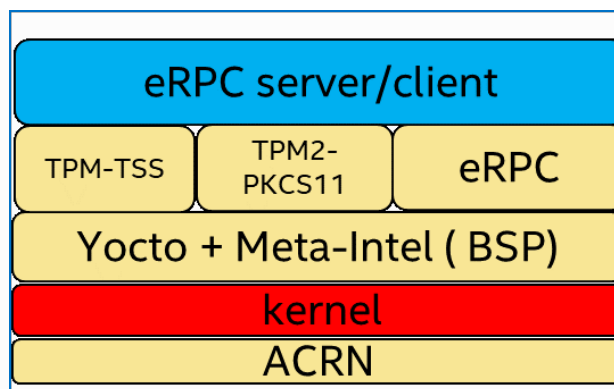 eRPC server/client
TPM-TSS
TPM2-
PKCS11
eRPC
Yocto + Meta-Intel ( BSP)
kernel
ACRN